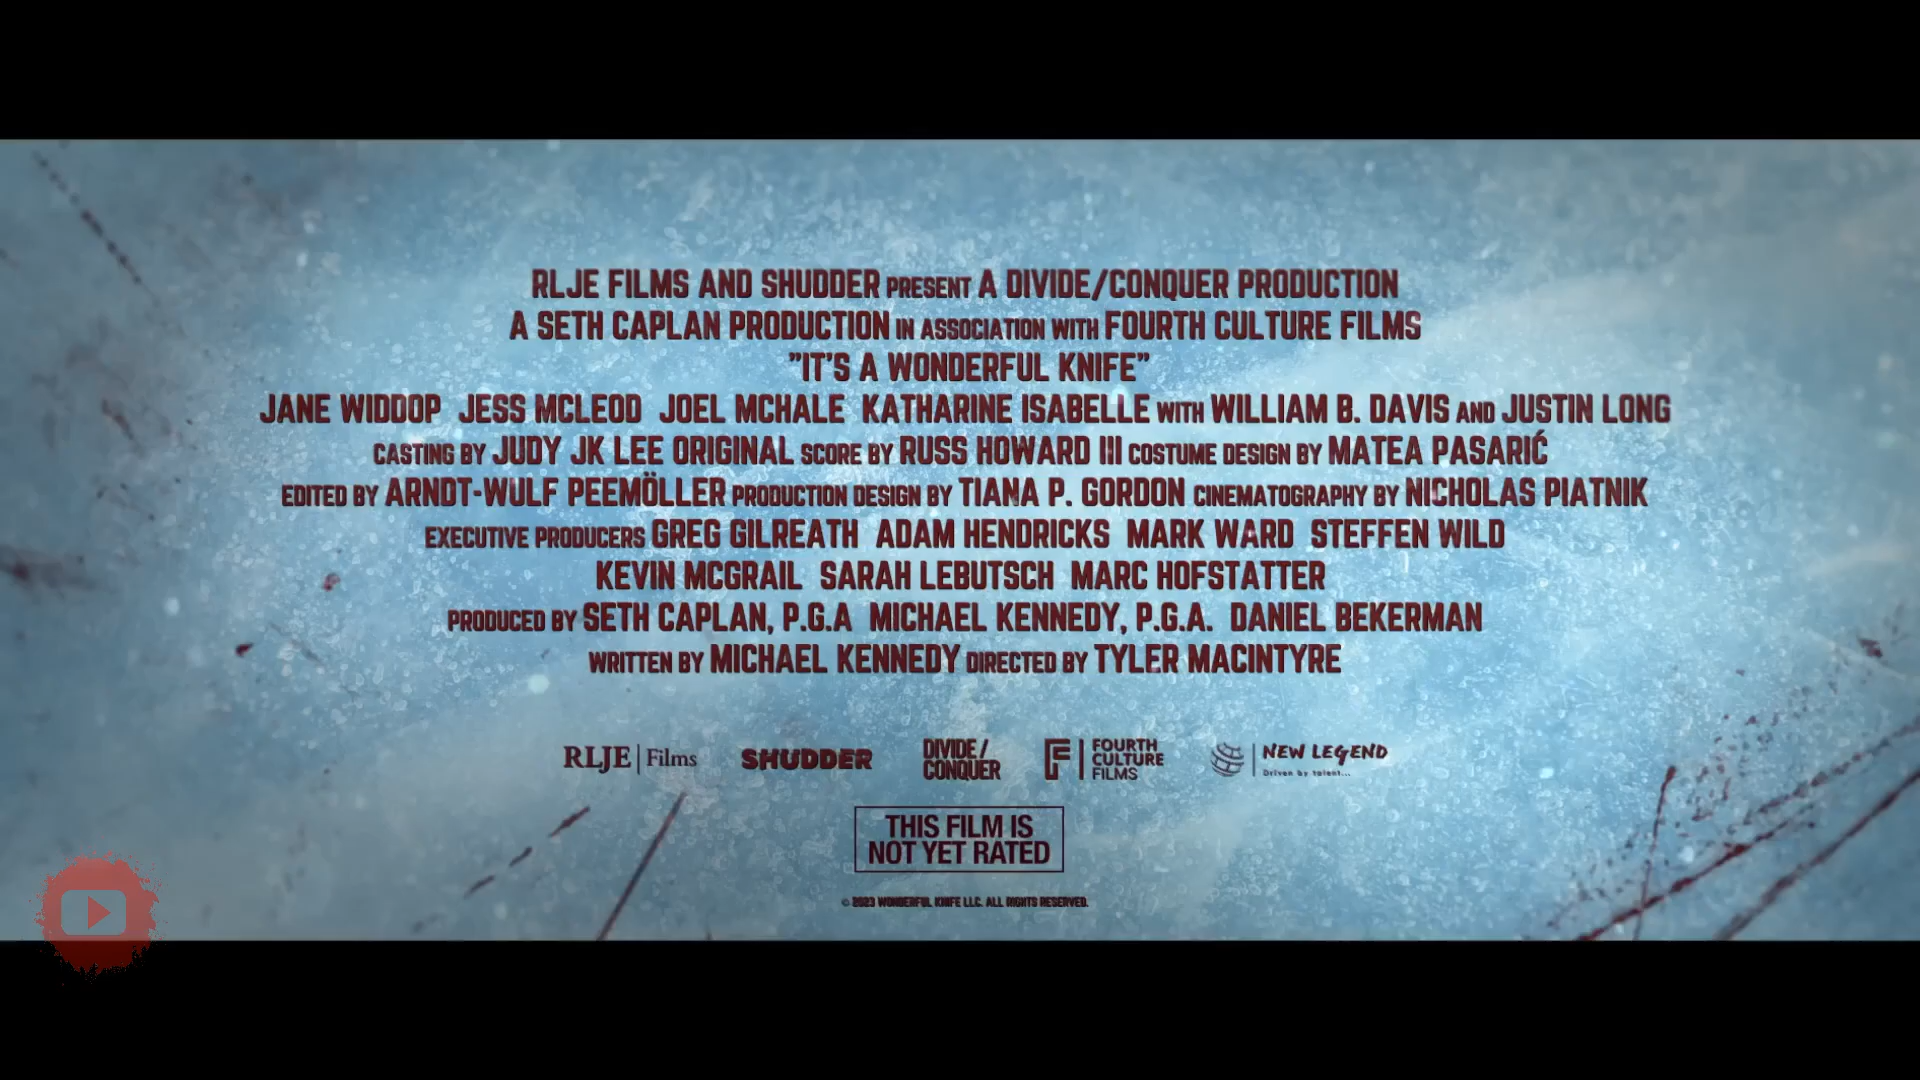 RLJE FILMS AND SHUDDER PRESENT A DIVIDE/CONQUER PRODUCTION
A SETH CAPLAN PRODUCTION IN ASSOCIATION WITH FOURTH CULTURE FILMS
"IT'S A WONDERFUL KNIFE"
JANE WIDDOP JESS MCLEOD JOEL MCHALE KATHARINE ISABELLE WITH WILLIAM B. DAVIS AND JUSTIN LONG
CASTING BY JUDY JK LEE ORIGINAL SCORE BY RUSS HOWARD III COSTUME DESIGN BY MATEA PASARIĆ
EDITED BY ARNDT-WULF PEEMÖLLER PRODUCTION DESIGN BY TIANA P. GORDON CINEMATOGRAPHY BY NICHOLAS PIATNIK
EXECUTIVE PRODUCERS GREG GILREATH ADAM HENDRICKS MARK WARD STEFFEN WILD
KEVIN MCGRAIL SARAH LEBUTSCH MARC HOFSTATTER
PRODUCED BY SETH CAPLAN, P.G.A MICHAEL KENNEDY, P.G.A. DANIEL BEKERMAN
WRITTEN BY MICHAEL KENNEDY DIRECTED BY TYLER MACINTYRE
RLJE | Films
SHUDDER
DIVIDE/
CONQUER
FOURTH
CULTURE
FILMS
NEW LEGEND
Driven by talent...
THIS FILM IS
NOT YET RATED
© 2023 WONDERFUL KNIFE LLC. ALL RIGHTS RESERVED.